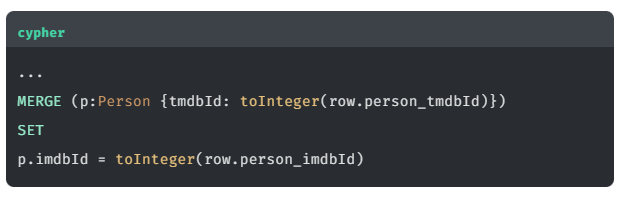 cypher
...
MERGE (p:Person {tmdbId: toInteger(row.person_tmdbId)})
SET
p.imdbId = toInteger(row.person_imdbId)